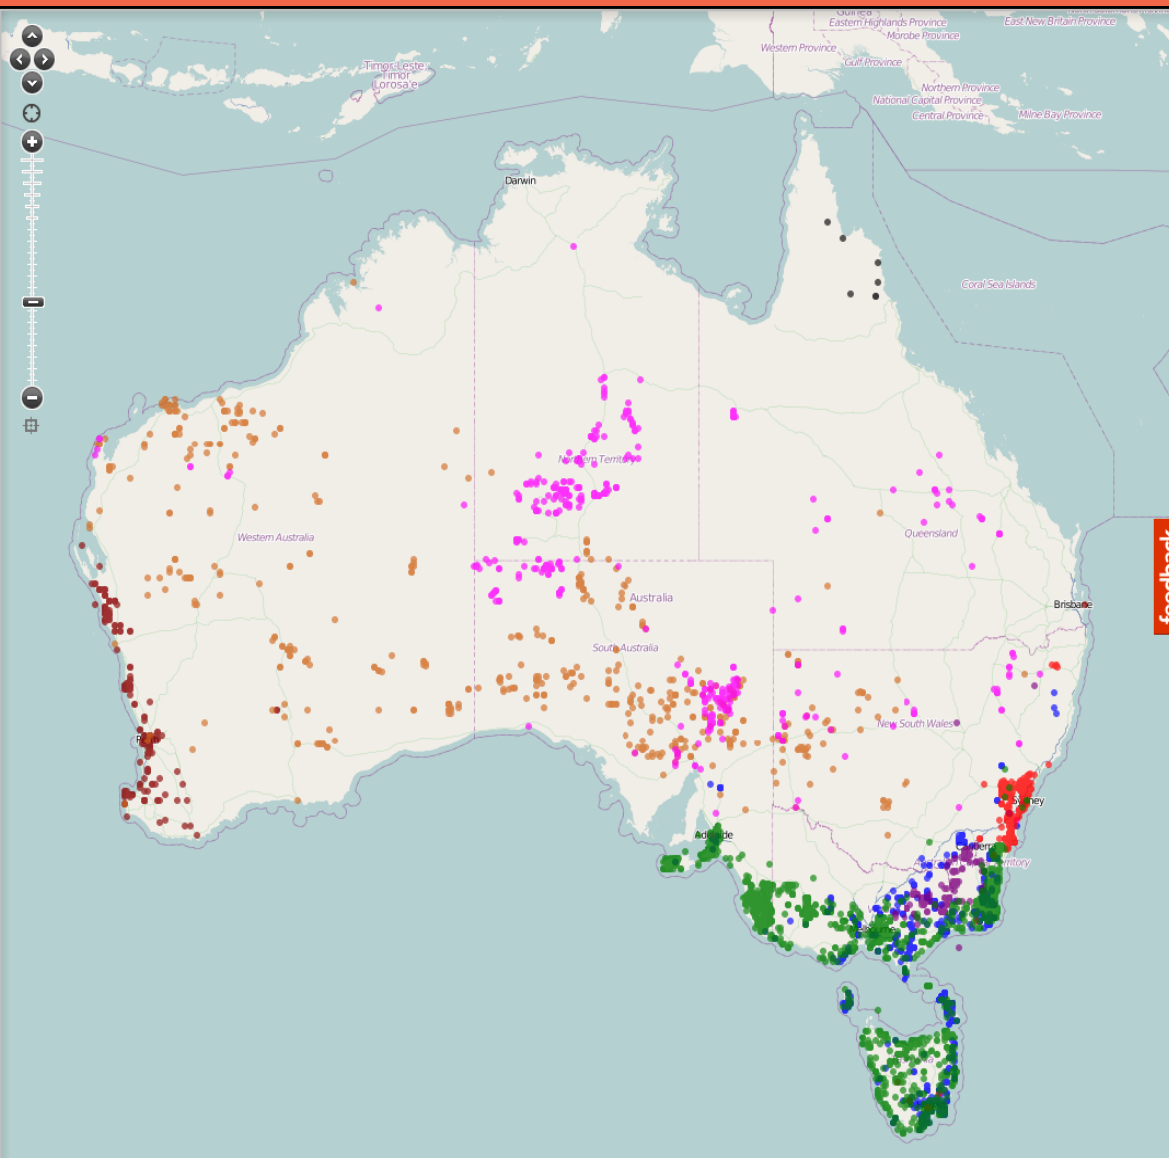 Guinea
Eastern Highlands Province
East New Britain Province
Morobe Province
Western Province
Gulf Province
Timor-Leste
Timor
Lorosa'e
Northern Province
National Capital Province
Central Province
Milne Bay Province
Darwin
Coral Sea Islands
Northern Territory
Queensland
Western Australia
Australia
Brisbane
feedback
South Australia
New South Wales
Sydney
Adelaide
Canberra